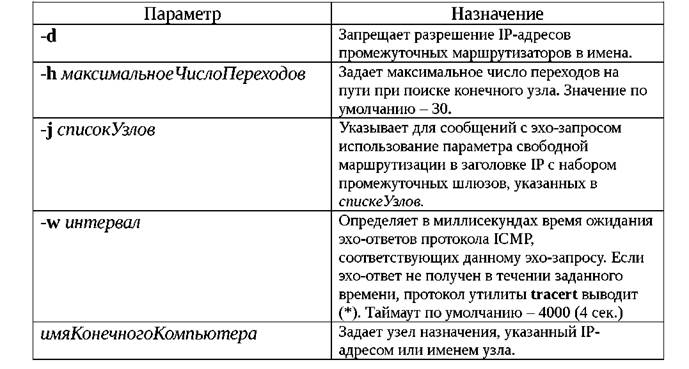 Параметр Назначение
-d Запрещает разрешение IP-адресов
промежуточных маршрутизаторов в имена.
-h максимальноеЧислоПереходов Задает максимальное число переходов на
пути при поиске конечного узла. Значение по
умолчанию – 30.
-j списокУзлов Указывает для сообщений с эхо-запросом
использование параметра свободной
маршрутизации в заголовке IP с набором
промежуточных шлюзов, указанных в
спискеУзлов.
-w интервал Определяет в миллисекундах время ожидания
эхо-ответов протокола ICMP,
соответствующих данному эхо-запросу. Если
эхо-ответ не получен в течении заданного
времени, протокол утилиты tracert выводит
(*). Таймаут по умолчанию – 4000 (4 сек.)
имяКонечногоКомпьютера Задает узел назначения, указанный IP-
адресом или именем узла.